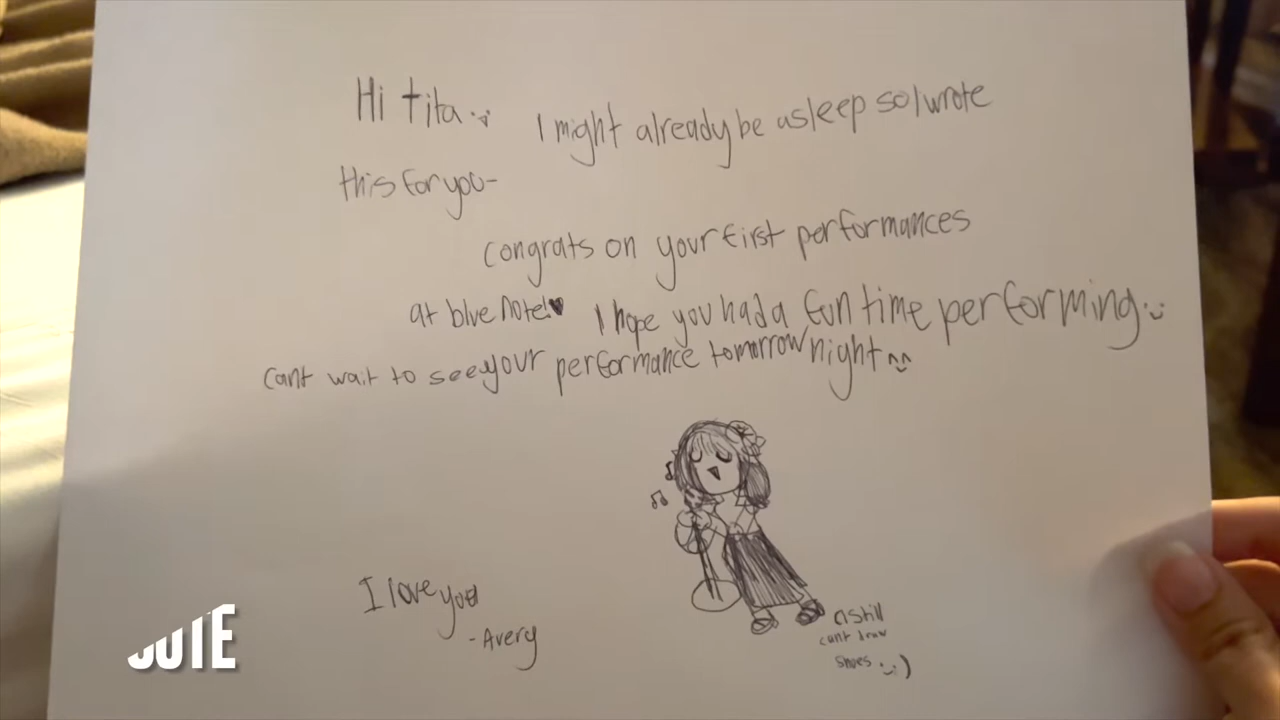 Hi tita :) I might already be asleep so I wrote
this for you-
congrats on your first performances
at blue note!♥ I hope you had a fun time performing :)
cant wait to see your performance tomorrow night ^^
I love you
-Avery
(I still
cant draw
shoes :,)
CUTE